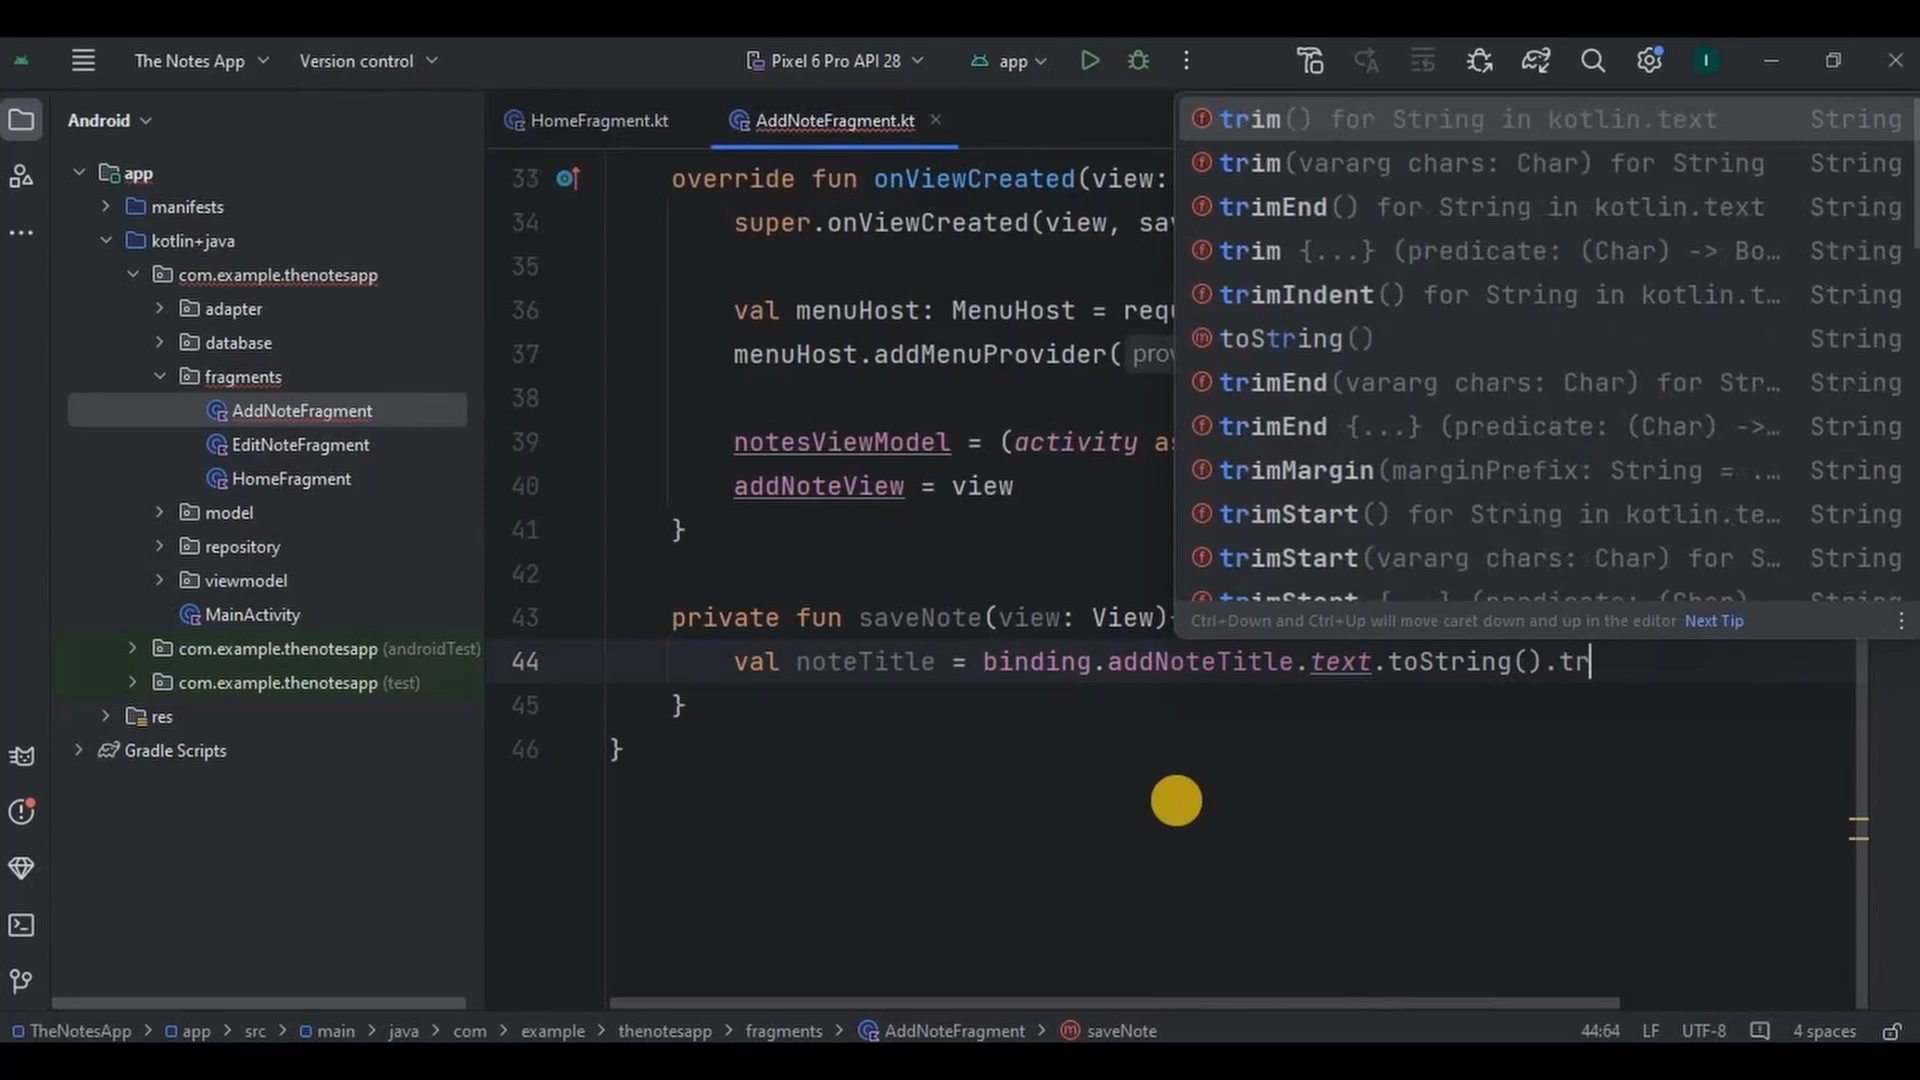 The Notes App
Version control
Pixel 6 Pro API 28
app
I
Android
app
manifests
kotlin+java
com.example.thenotesapp
adapter
database
fragments
AddNoteFragment
EditNoteFragment
HomeFragment
model
repository
viewmodel
MainActivity
com.example.thenotesapp (androidTest)
com.example.thenotesapp (test)
res
Gradle Scripts
HomeFragment.kt
AddNoteFragment.kt
33 override fun onViewCreated(view:
34 super.onViewCreated(view, sav
35
36 val menuHost: MenuHost = requ
37 menuHost.addMenuProvider( prov
38
39 notesViewModel = (activity as
40 addNoteView = view
41 }
42
43 private fun saveNote(view: View){
44 val noteTitle = binding.addNoteTitle.text.toString().tr
45 }
46 }
trim() for String in kotlin.text String
trim(vararg chars: Char) for String String
trimEnd() for String in kotlin.text String
trim {...} (predicate: (Char) -> Bo… String
trimIndent() for String in kotlin.t… String
toString() String
trimEnd(vararg chars: Char) for Str… String
trimEnd {...} (predicate: (Char) ->… String
trimMargin(marginPrefix: String = .… String
trimStart() for String in kotlin.te… String
trimStart(vararg chars: Char) for S… String
trimStart {...} (predicate: (Char) String
Ctrl+Down and Ctrl+Up will move caret down and up in the editor Next Tip
TheNotesApp > app > src > main > java > com > example > thenotesapp > fragments > AddNoteFragment > saveNote
44:64 LF UTF-8 4 spaces